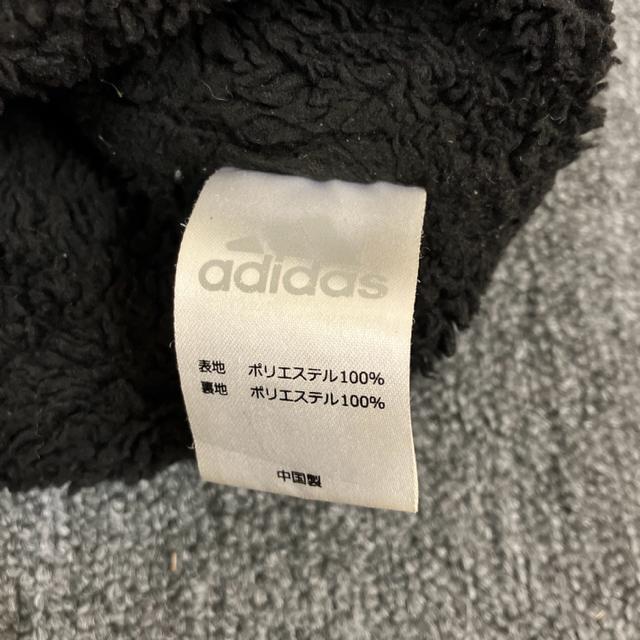 adidas
表地 ポリエステル100%
裏地 ポリエステル100%
中国製